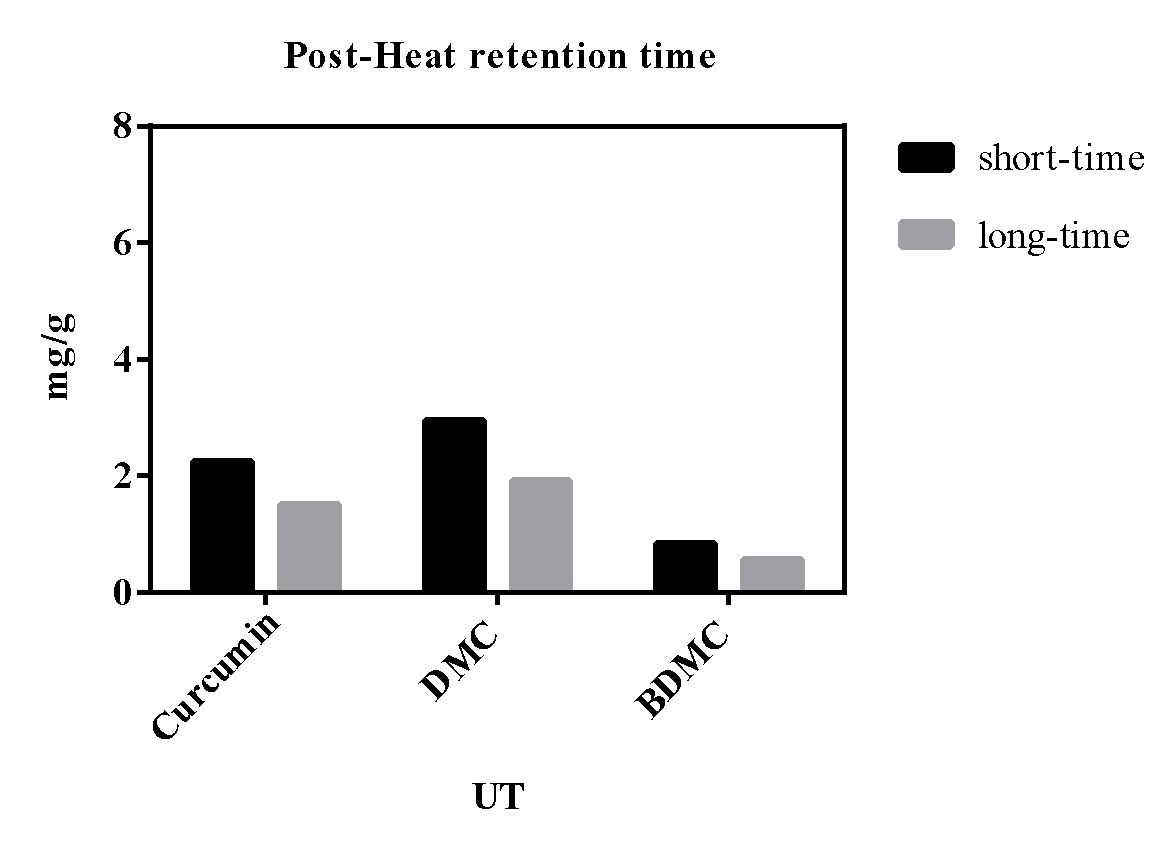 Post-Heat retention time
8
6
4
2
0
mg/g
short-time
long-time
Curcumin
DMC
BDMC
UT